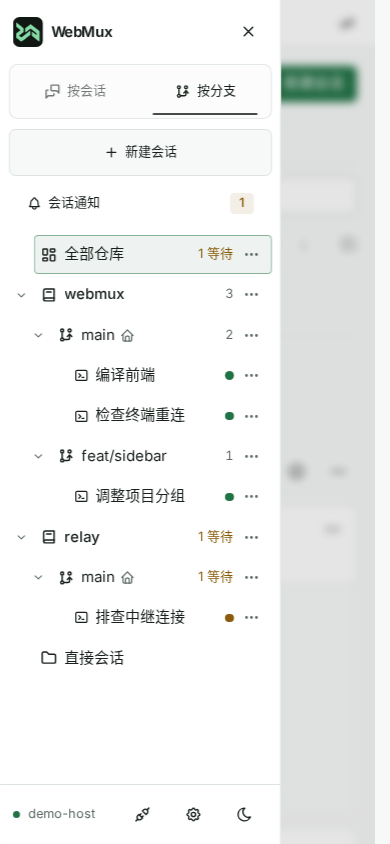 WebMux
按会话
按分支
新建会话
会话通知 1
全部仓库 1 等待
webmux 3
main 2
编译前端
检查终端重连
feat/sidebar 1
调整项目分组
relay 1 等待
main 1 等待
排查中继连接
直接会话
demo-host